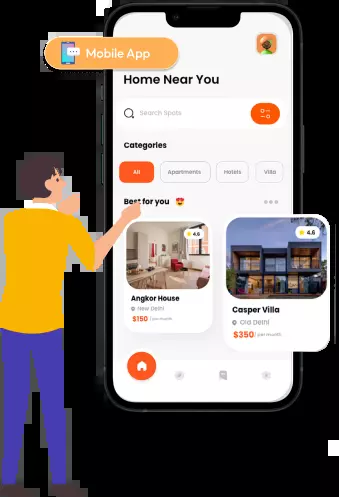 Mobile App
Home Near You
Search Spots
Categories
All
Apartments
Hotels
Villa
Best for you 😍
4.6
4.6
Angkor House
New Delhi
$150 / per month
Casper Villa
Old Delhi
$350 / per month